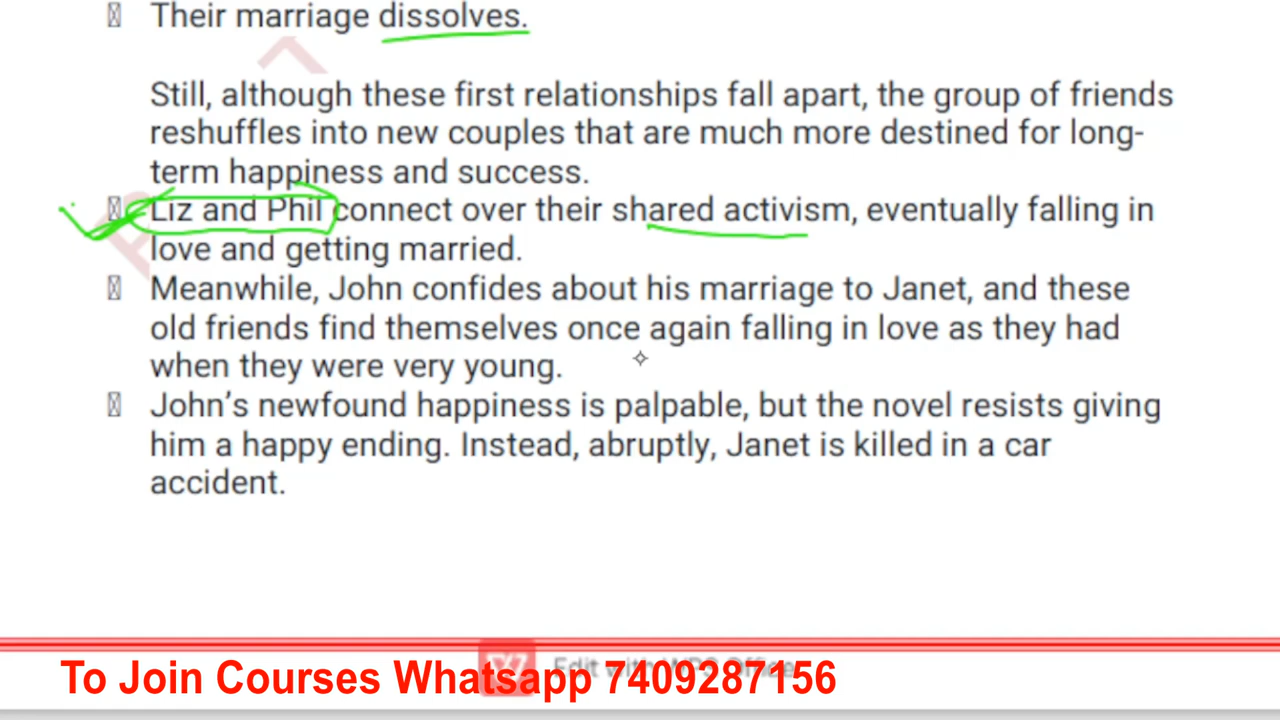 Their marriage dissolves.
Still, although these first relationships fall apart, the group of friends
reshuffles into new couples that are much more destined for long-
term happiness and success.
Liz and Phil connect over their shared activism, eventually falling in
love and getting married.
Meanwhile, John confides about his marriage to Janet, and these
old friends find themselves once again falling in love as they had
when they were very young.
John’s newfound happiness is palpable, but the novel resists giving
him a happy ending. Instead, abruptly, Janet is killed in a car
accident.
Edit with WPS Office
To Join Courses Whatsapp 7409287156